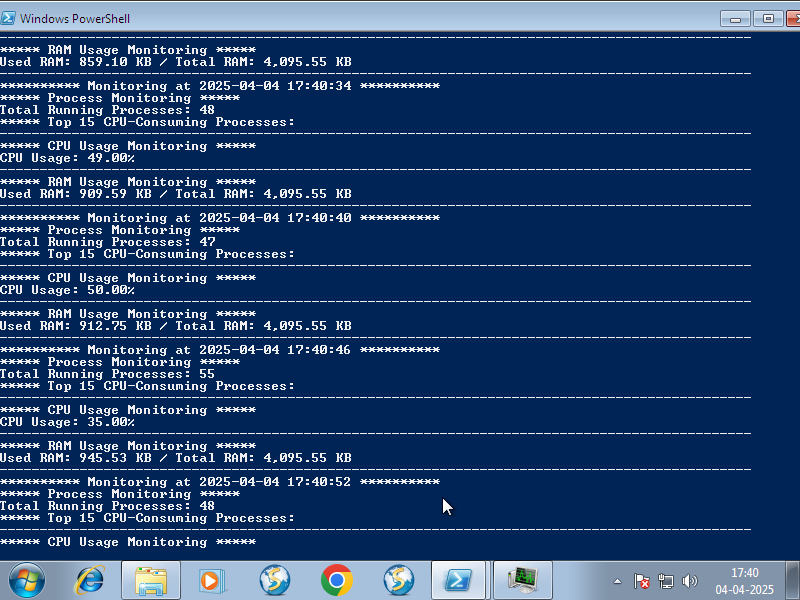 Windows PowerShell
--------------------------------------------------------------------------------------
***** RAM Usage Monitoring *****
Used RAM: 859.10 KB / Total RAM: 4,095.55 KB
--------------------------------------------------------------------------------------
********** Monitoring at 2025-04-04 17:40:34 **********
***** Process Monitoring *****
Total Running Processes: 48
***** Top 15 CPU-Consuming Processes:
--------------------------------------------------------------------------------------
***** CPU Usage Monitoring *****
CPU Usage: 49.00%
--------------------------------------------------------------------------------------
***** RAM Usage Monitoring *****
Used RAM: 909.59 KB / Total RAM: 4,095.55 KB
--------------------------------------------------------------------------------------
********** Monitoring at 2025-04-04 17:40:40 **********
***** Process Monitoring *****
Total Running Processes: 47
***** Top 15 CPU-Consuming Processes:
--------------------------------------------------------------------------------------
***** CPU Usage Monitoring *****
CPU Usage: 50.00%
--------------------------------------------------------------------------------------
***** RAM Usage Monitoring *****
Used RAM: 912.75 KB / Total RAM: 4,095.55 KB
--------------------------------------------------------------------------------------
********** Monitoring at 2025-04-04 17:40:46 **********
***** Process Monitoring *****
Total Running Processes: 55
***** Top 15 CPU-Consuming Processes:
--------------------------------------------------------------------------------------
***** CPU Usage Monitoring *****
CPU Usage: 35.00%
--------------------------------------------------------------------------------------
***** RAM Usage Monitoring *****
Used RAM: 945.53 KB / Total RAM: 4,095.55 KB
--------------------------------------------------------------------------------------
********** Monitoring at 2025-04-04 17:40:52 **********
***** Process Monitoring *****
Total Running Processes: 48
***** Top 15 CPU-Consuming Processes:
--------------------------------------------------------------------------------------
***** CPU Usage Monitoring *****
17:40
04-04-2025